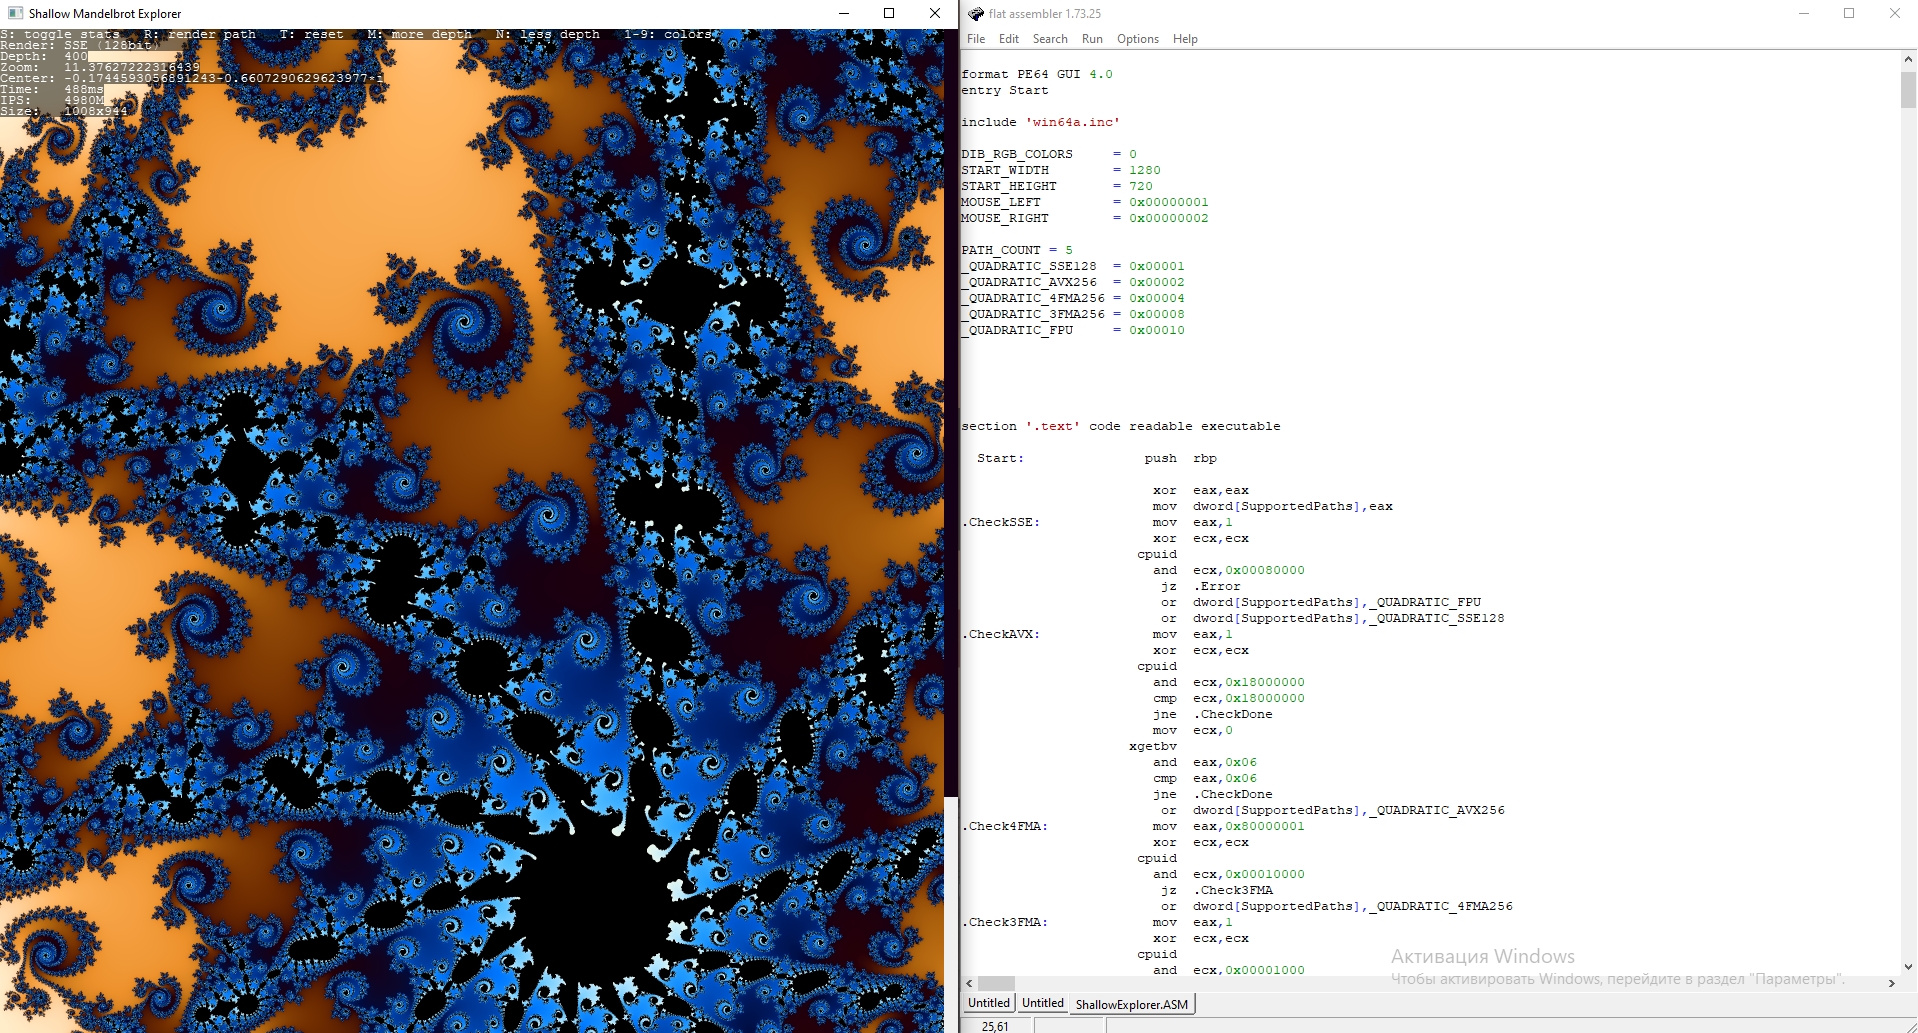 Shallow Mandelbrot Explorer
S: toggle stats R: render path T: reset M: more depth N: less depth 1-9: colors
Render: SSE (128bit)
Depth: 400
Zoom: 11.37627222316439
Center: -0.1744593056891243-0.6607290629623977*i
Time: 488ms
IPS: 4980M
Size: 1008x944
flat assembler 1.73.25
File Edit Search Run Options Help
format PE64 GUI 4.0
entry Start
include 'win64a.inc'
DIB_RGB_COLORS = 0
START_WIDTH = 1280
START_HEIGHT = 720
MOUSE_LEFT = 0x00000001
MOUSE_RIGHT = 0x00000002
PATH_COUNT = 5
_QUADRATIC_SSE128 = 0x00001
_QUADRATIC_AVX256 = 0x00002
_QUADRATIC_4FMA256 = 0x00004
_QUADRATIC_3FMA256 = 0x00008
_QUADRATIC_FPU = 0x00010
section '.text' code readable executable
Start: push rbp
xor eax,eax
mov dword[SupportedPaths],eax
.CheckSSE: mov eax,1
xor ecx,ecx
cpuid
and ecx,0x00080000
jz .Error
or dword[SupportedPaths],_QUADRATIC_FPU
or dword[SupportedPaths],_QUADRATIC_SSE128
.CheckAVX: mov eax,1
xor ecx,ecx
cpuid
and ecx,0x18000000
cmp ecx,0x18000000
jne .CheckDone
mov ecx,0
xgetbv
and eax,0x06
cmp eax,0x06
jne .CheckDone
or dword[SupportedPaths],_QUADRATIC_AVX256
.Check4FMA: mov eax,0x80000001
xor ecx,ecx
cpuid
and ecx,0x00010000
jz .Check3FMA
or dword[SupportedPaths],_QUADRATIC_4FMA256
.Check3FMA: mov eax,1
xor ecx,ecx
cpuid
and ecx,0x00001000
Активация Windows
Чтобы активировать Windows, перейдите в раздел "Параметры".
Untitled Untitled ShallowExplorer.ASM
25,61